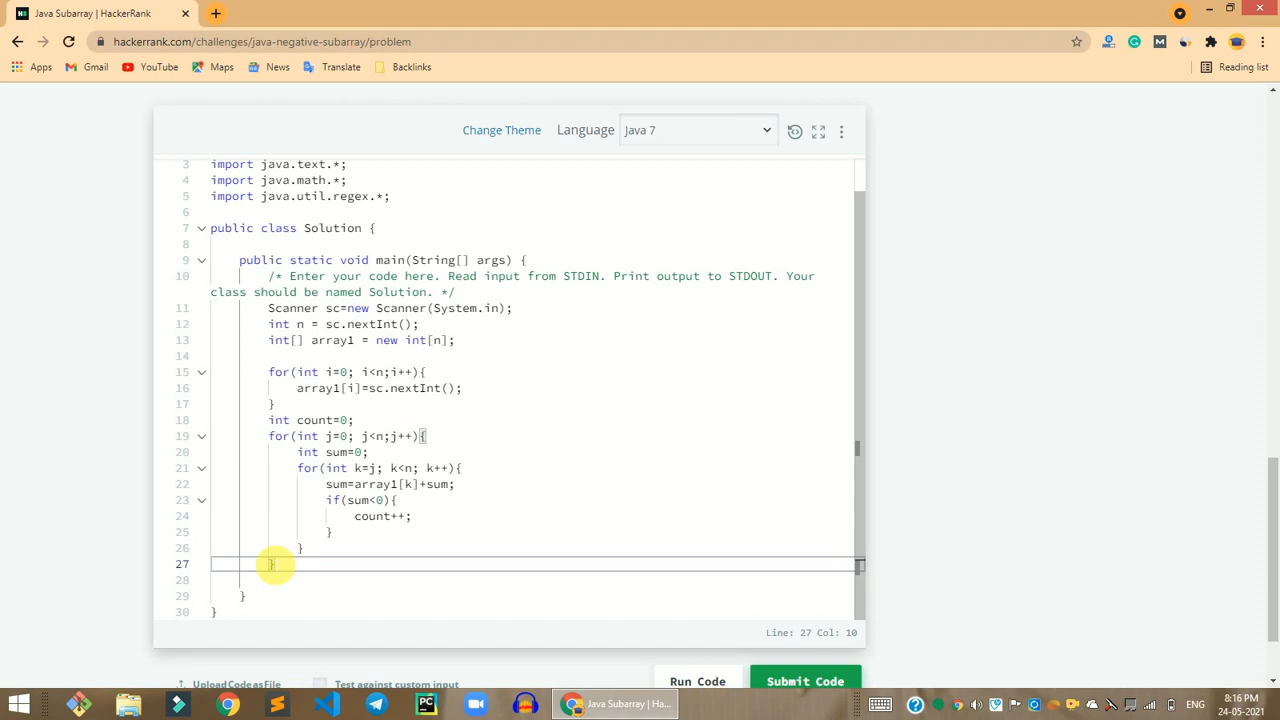 Java Subarray | HackerRank
hackerrank.com/challenges/java-negative-subarray/problem
Apps Gmail YouTube Maps News Translate Backlinks Reading list
Change Theme Language Java 7
3 import java.text.*;
4 import java.math.*;
5 import java.util.regex.*;
6
7 public class Solution {
8
9 public static void main(String[] args) {
10 /* Enter your code here. Read input from STDIN. Print output to STDOUT. Your
class should be named Solution. */
11 Scanner sc=new Scanner(System.in);
12 int n = sc.nextInt();
13 int[] array1 = new int[n];
14
15 for(int i=0; i<n;i++){
16 array1[i]=sc.nextInt();
17 }
18 int count=0;
19 for(int j=0; j<n;j++){
20 int sum=0;
21 for(int k=j; k<n; k++){
22 sum=array1[k]+sum;
23 if(sum<0){
24 count++;
25 }
26 }
27 }
28
29 }
30 }
Line: 27 Col: 10
Upload Code as File Test against custom input Run Code Submit Code
Java Subarray | Ha... ENG 8:16 PM
24-05-2021